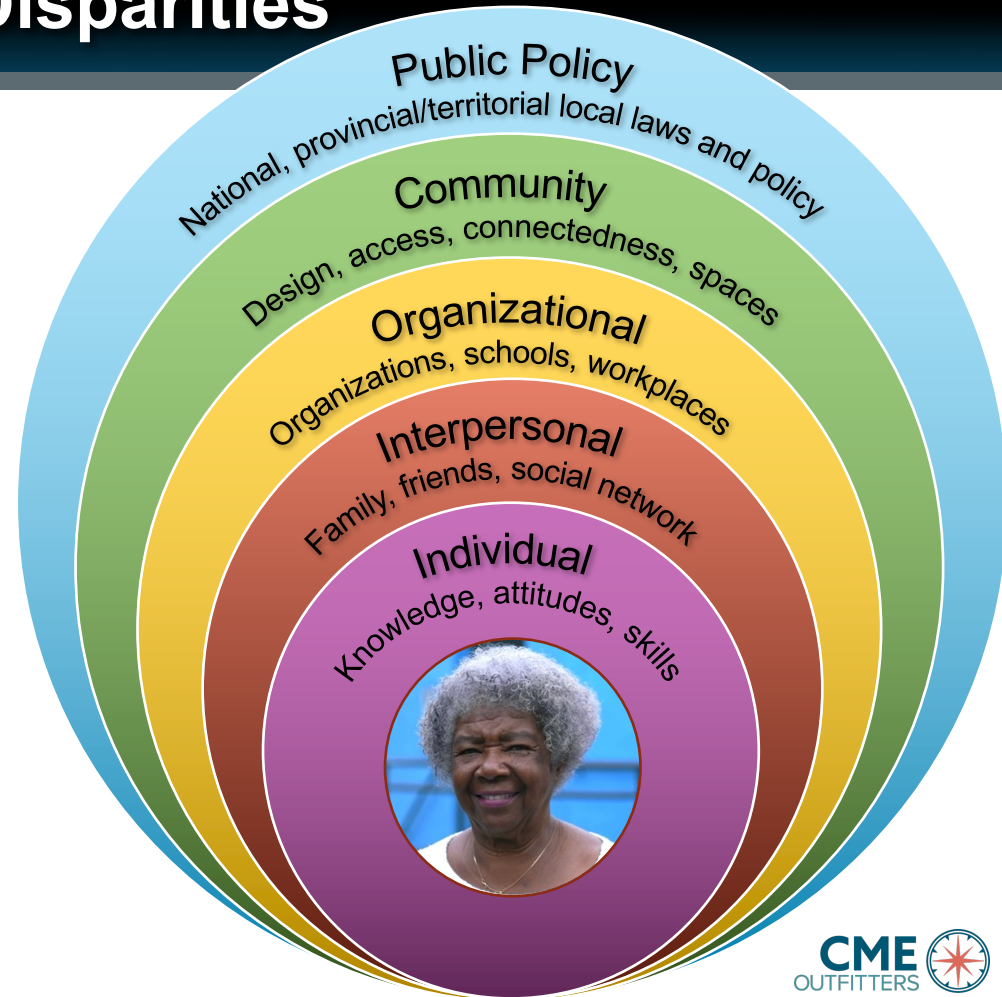 Disparities
Public Policy
National, provincial/territorial local laws and policy
Community
Design, access, connectedness, spaces
Organizational
Organizations, schools, workplaces
Interpersonal
Family, friends, social network
Individual
Knowledge, attitudes, skills
CME
OUTFITTERS